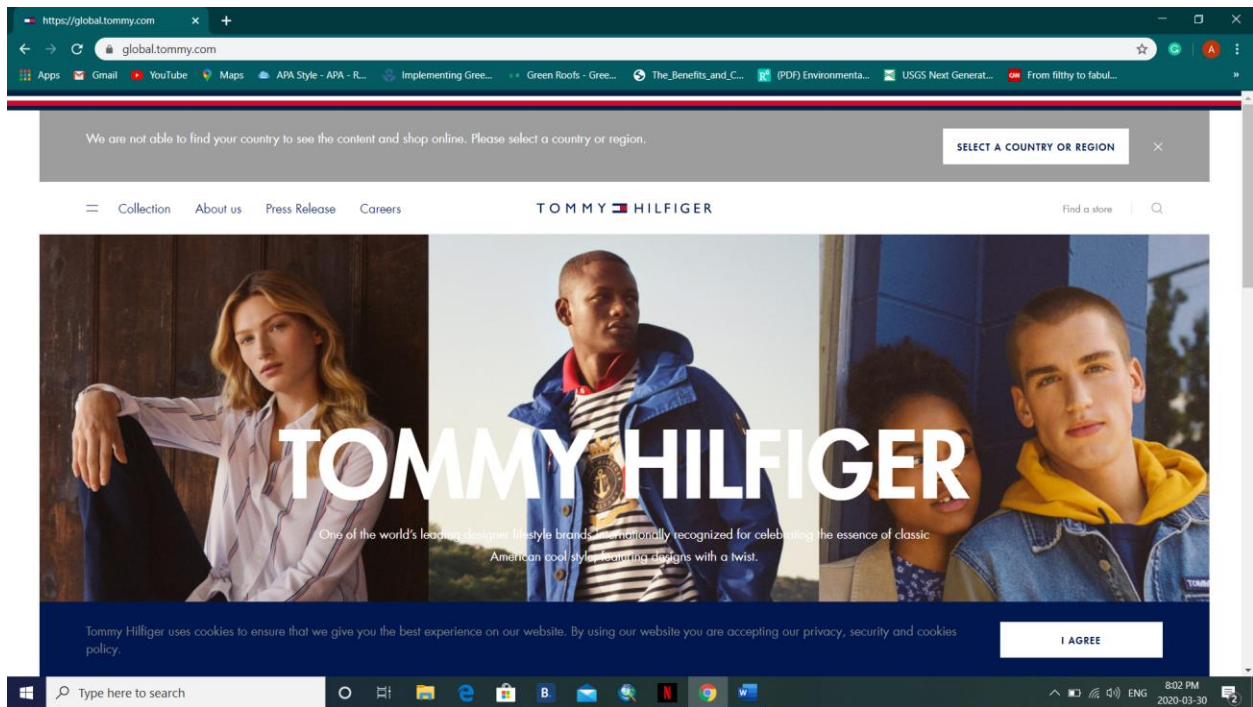 https://global.tommy.com
global.tommy.com
Apps Gmail YouTube Maps APA Style - APA - R... Implementing Gree... Green Roofs - Gree... The_Benefits_and_C... (PDF) Environmenta... USGS Next Generat... From filthy to fabul... »
We are not able to find your country to see the content and shop online. Please select a country or region.
SELECT A COUNTRY OR REGION
Collection About us Press Release Careers TOMMY HILFIGER Find a store
TOMMY HILFIGER
One of the world's leading designer lifestyle brands internationally recognized for celebrating the essence of classic
American cool style, featuring designs with a twist.
Tommy Hilfiger uses cookies to ensure that we give you the best experience on our website. By using our website you are accepting our privacy, security and cookies
policy.
I AGREE
Type here to search
ENG
8:02 PM
2020-03-30